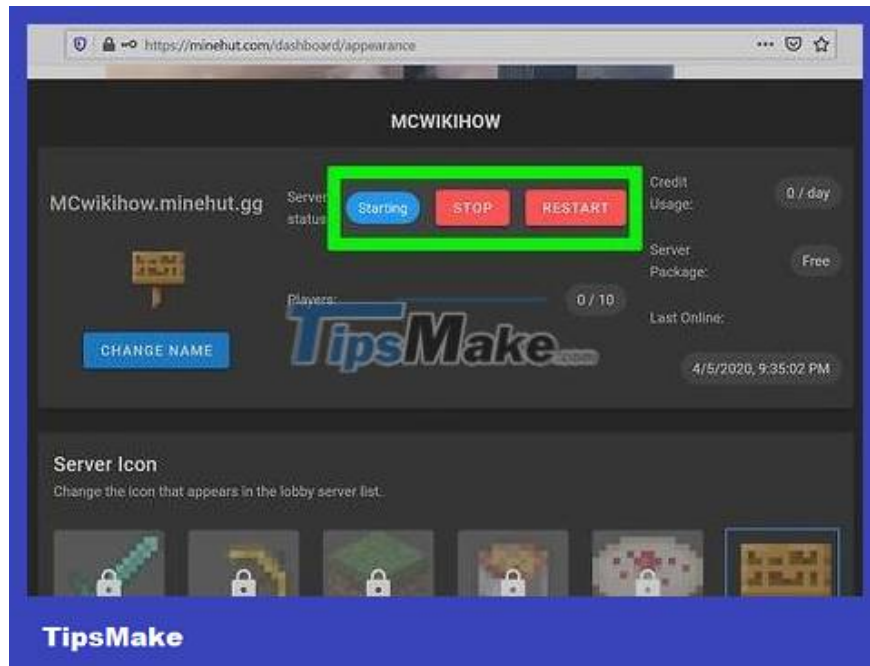 https://minehut.com/dashboard/appearance
MCWIKIHOW
MCwikihow.minehut.gg
CHANGE NAME
Server status:
Starting
STOP
RESTART
Players:
0 / 10
Credit Usage:
0 / day
Server Package:
Free
Last Online:
4/5/2020, 9:35:02 PM
TipsMake.com
Server Icon
Change the icon that appears in the lobby server list.
TipsMake